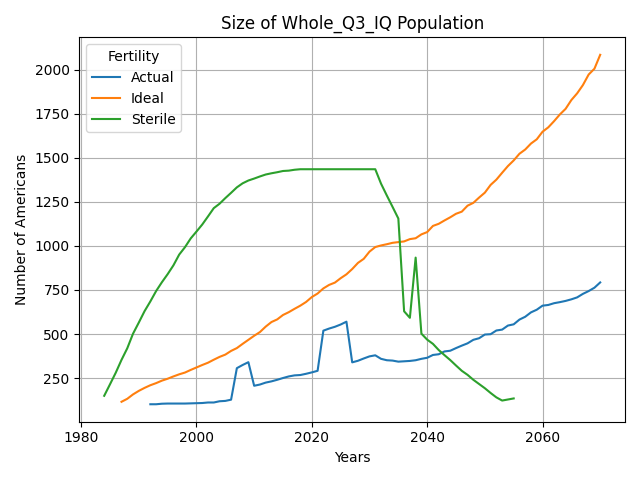 Size of Whole_Q3_IQ Population
Fertility
Actual
Ideal
Sterile
Number of Americans
2000
1750
1500
1250
1000
750
500
250
1980
2000
2020
2040
2060
Years